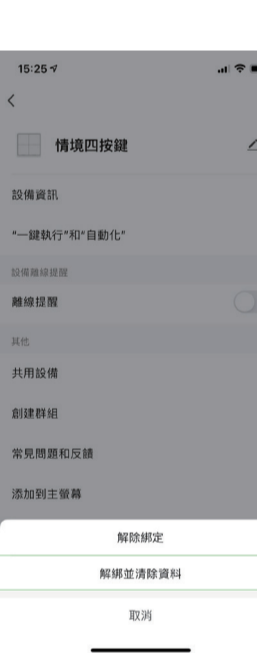 15:25
情境四按鍵
設備資訊
“一鍵執行”和“自動化”
設備離線提醒
離線提醒
其他
共用設備
創建群組
常見問題和反饋
添加到主螢幕
解除綁定
解綁並清除資料
取消